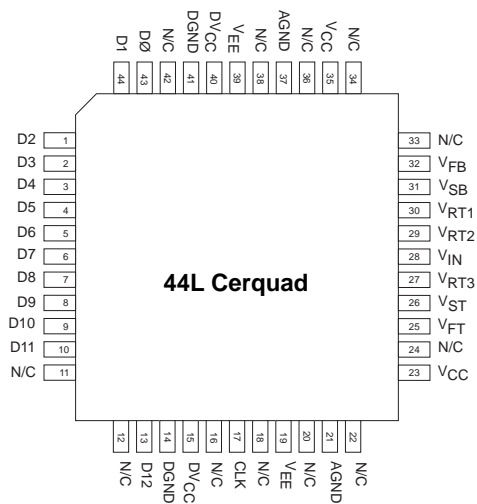 D1 DØ N/C DGND DVCC VEE N/C AGND N/C VCC N/C
44 43 42 41 40 39 38 37 36 35 34
D2 1
D3 2
D4 3
D5 4
D6 5
D7 6
D8 7
D9 8
D10 9
D11 10
N/C 11
44L Cerquad
33 N/C
32 VFB
31 VSB
30 VRT1
29 VRT2
28 VIN
27 VRT3
26 VST
25 VFT
24 N/C
23 VCC
12 13 14 15 16 17 18 19 20 21 22
N/C D12 DGND DVCC N/C CLK N/C VEE N/C AGND N/C